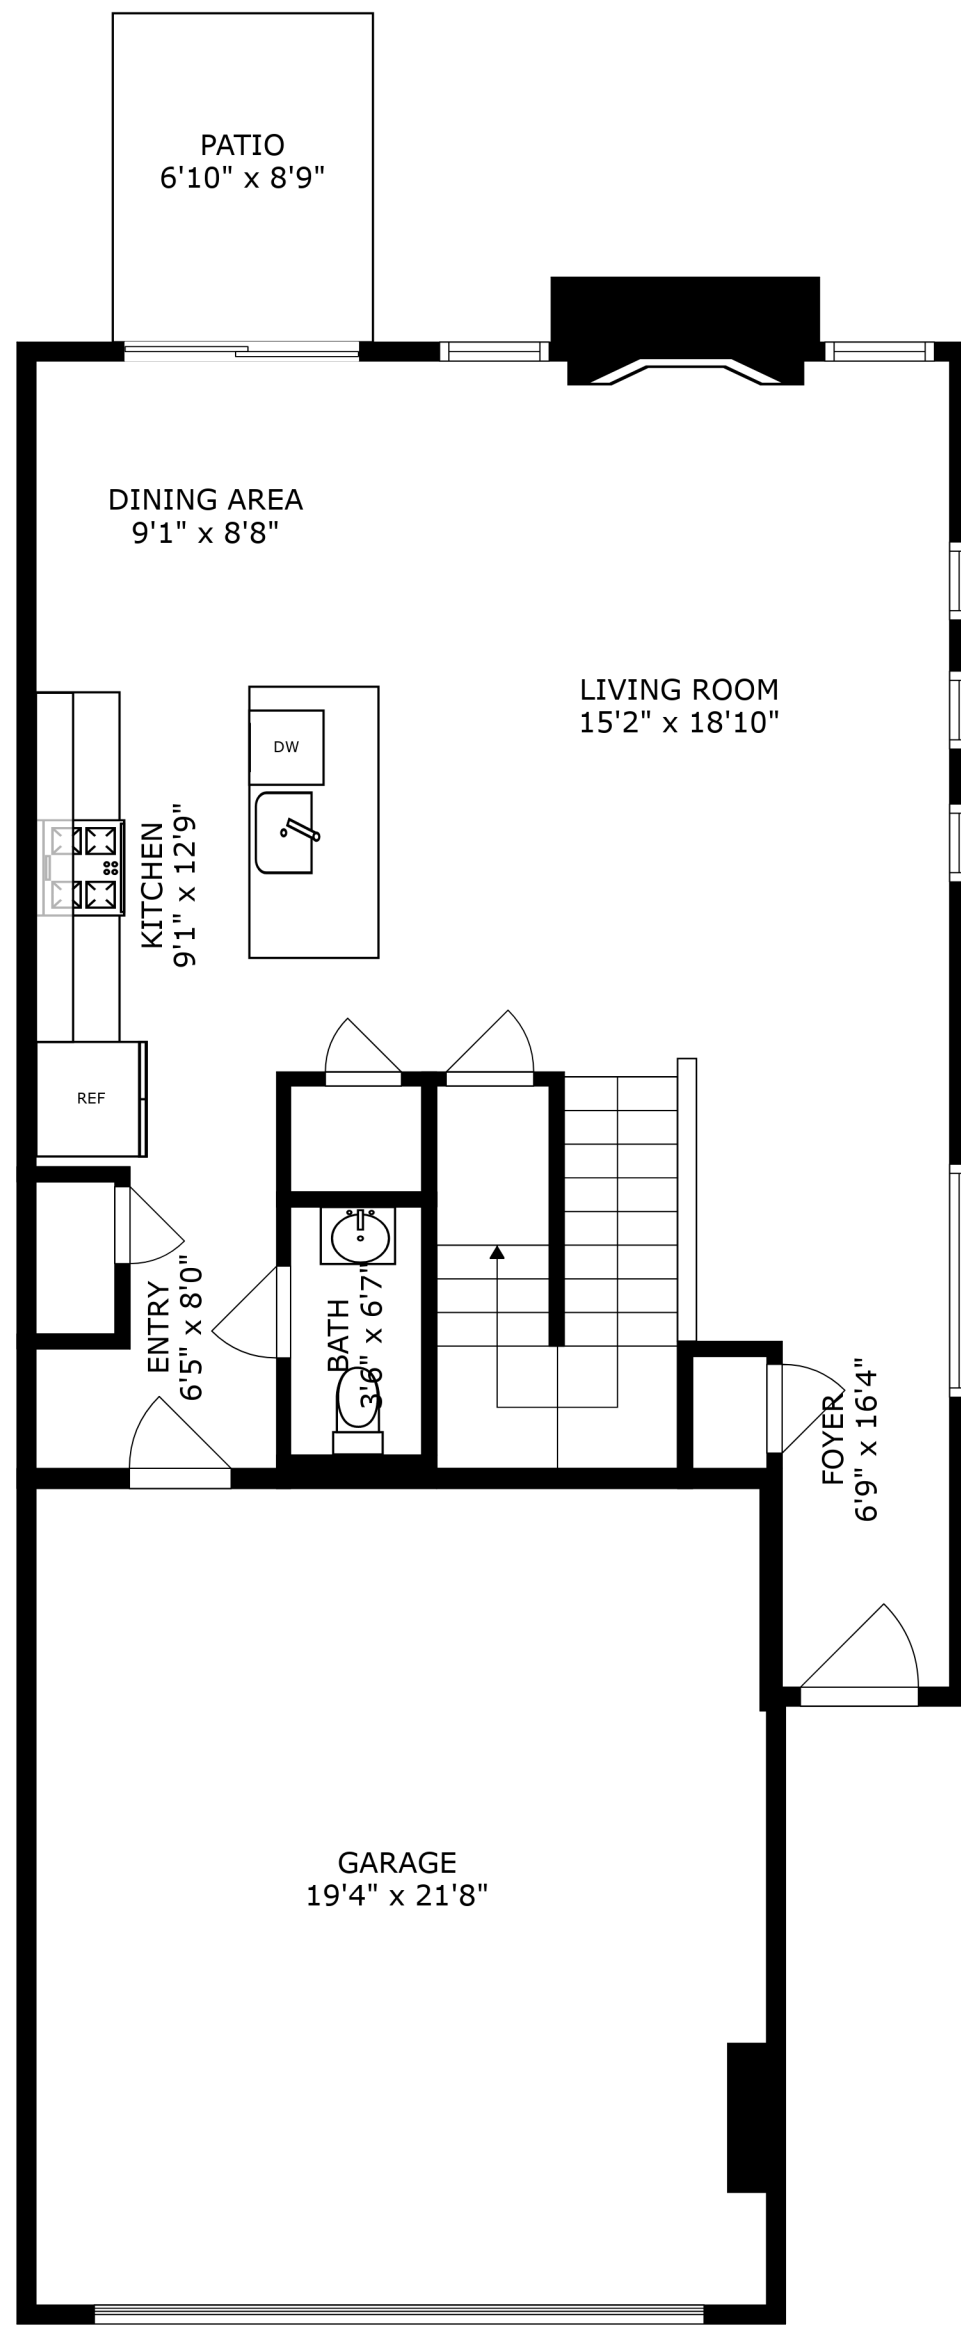 PATIO
6'10" x 8'9"
DINING AREA
9'1" x 8'8"
LIVING ROOM
15'2" x 18'10"
DW
KITCHEN
9'1" x 12'9"
REF
ENTRY
6'5" x 8'0"
BATH
3'6" x 6'7"
FOYER
6'9" x 16'4"
GARAGE
19'4" x 21'8"